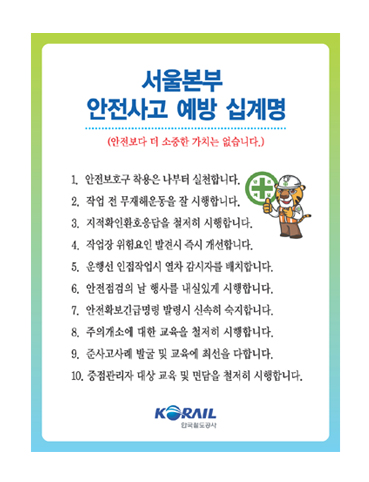 서울본부
안전사고 예방 십계명
(안전보다 더 소중한 가치는 없습니다.)
1. 안전보호구 착용은 나부터 실천합니다.
2. 작업 전 무재해운동을 잘 시행합니다.
3. 지적확인환호응답을 철저히 시행합니다.
4. 작업장 위험요인 발견시 즉시 개선합니다.
5. 운행선 인접작업시 열차 감시자를 배치합니다.
6. 안전점검의 날 행사를 내실있게 시행합니다.
7. 안전확보긴급명령 발령시 신속히 숙지합니다.
8. 주의개소에 대한 교육을 철저히 시행합니다.
9. 준사고사례 발굴 및 교육에 최선을 다합니다.
10. 중점관리자 대상 교육 및 면담을 철저히 시행합니다.
KORAIL
한국철도공사